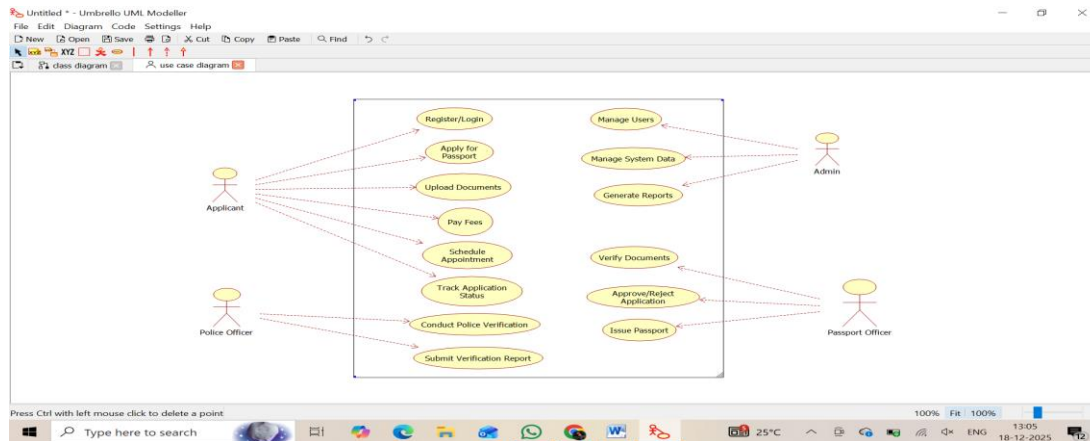 Untitled * - Umbrello UML Modeller
File Edit Diagram Code Settings Help
New Open Save Cut Copy Paste Find
XYZ
class diagram use case diagram
Register/Login
Manage Users
Apply for
Passport
Manage System Data
Admin
Upload Documents
Generate Reports
Applicant
Pay Fees
Schedule
Appointment
Verify Documents
Track Application
Status
Approve/Reject
Application
Police Officer
Conduct Police Verification
Issue Passport
Passport Officer
Submit Verification Report
Press Ctrl with left mouse click to delete a point
100% Fit 100%
Type here to search
25°C
ENG
13:05
18-12-2025
12